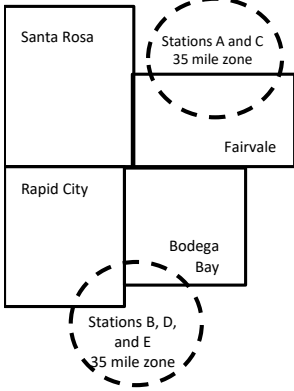 Santa Rosa
Stations A and C
35 mile zone
Fairvale
Rapid City
Bodega
Bay
Stations B, D,
and E
35 mile zone